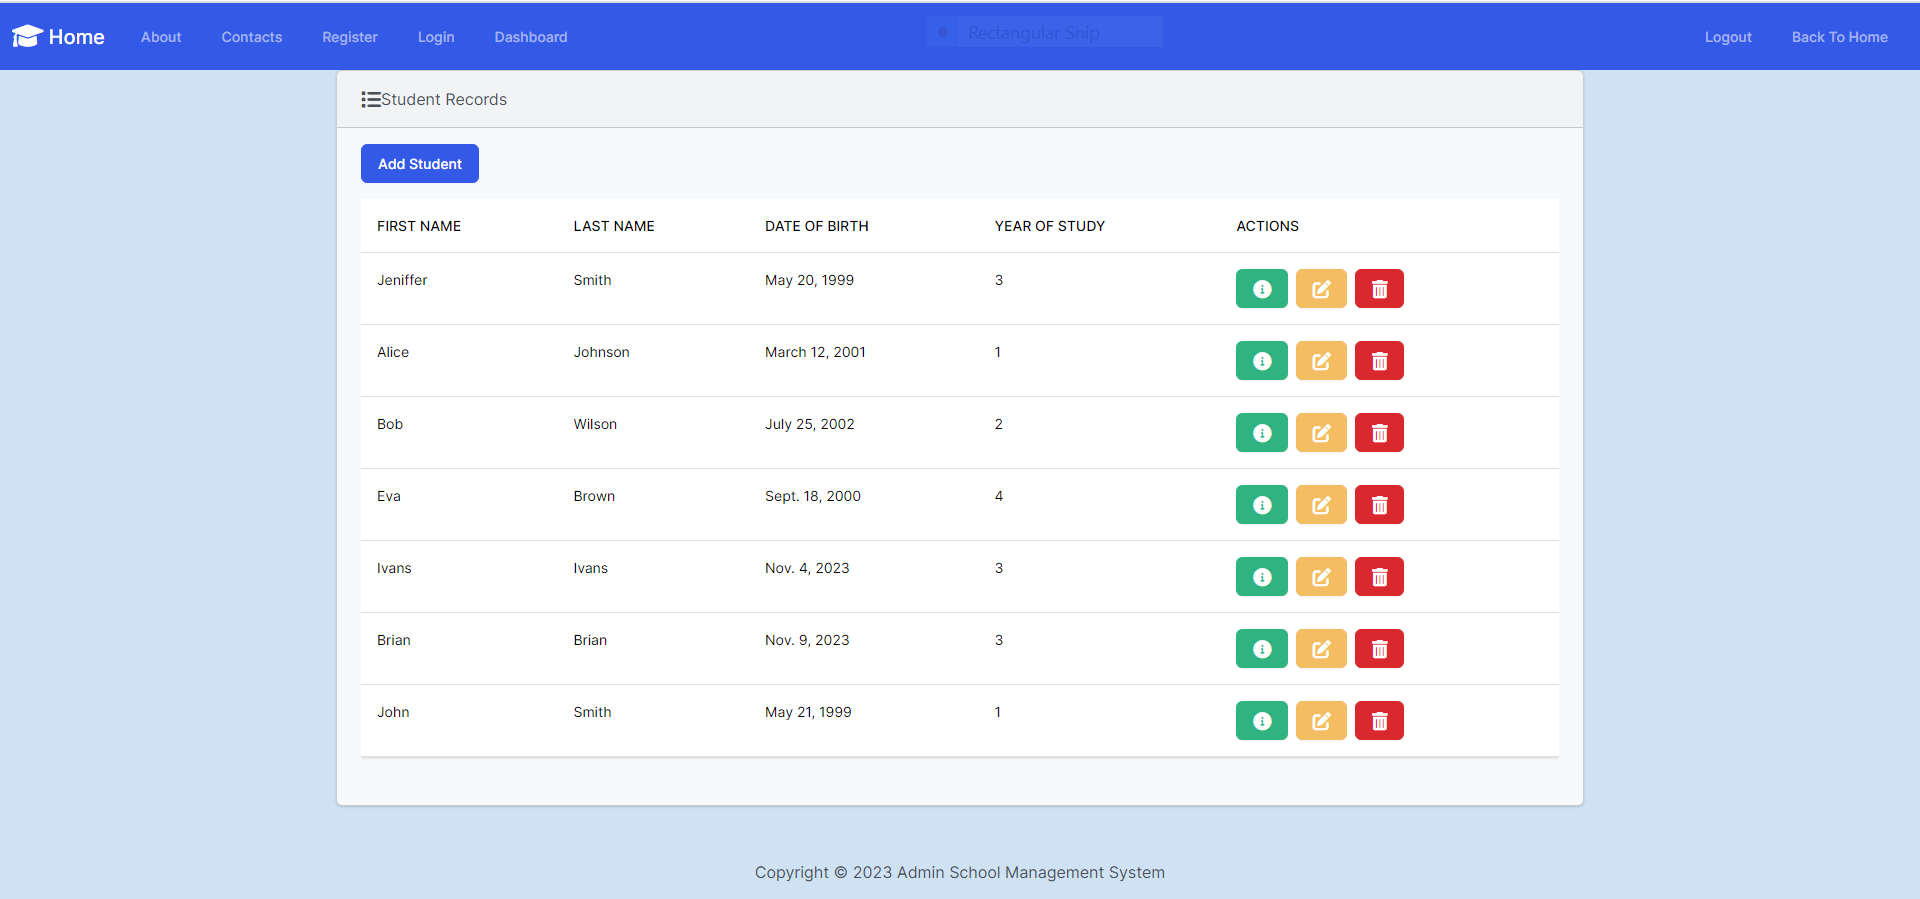 Home About Contacts Register Login Dashboard Rectangular Snip Logout Back To Home
Student Records
Add Student
FIRST NAME LAST NAME DATE OF BIRTH YEAR OF STUDY ACTIONS
Jeniffer Smith May 20, 1999 3
Alice Johnson March 12, 2001 1
Bob Wilson July 25, 2002 2
Eva Brown Sept. 18, 2000 4
Ivans Ivans Nov. 4, 2023 3
Brian Brian Nov. 9, 2023 3
John Smith May 21, 1999 1
Copyright © 2023 Admin School Management System